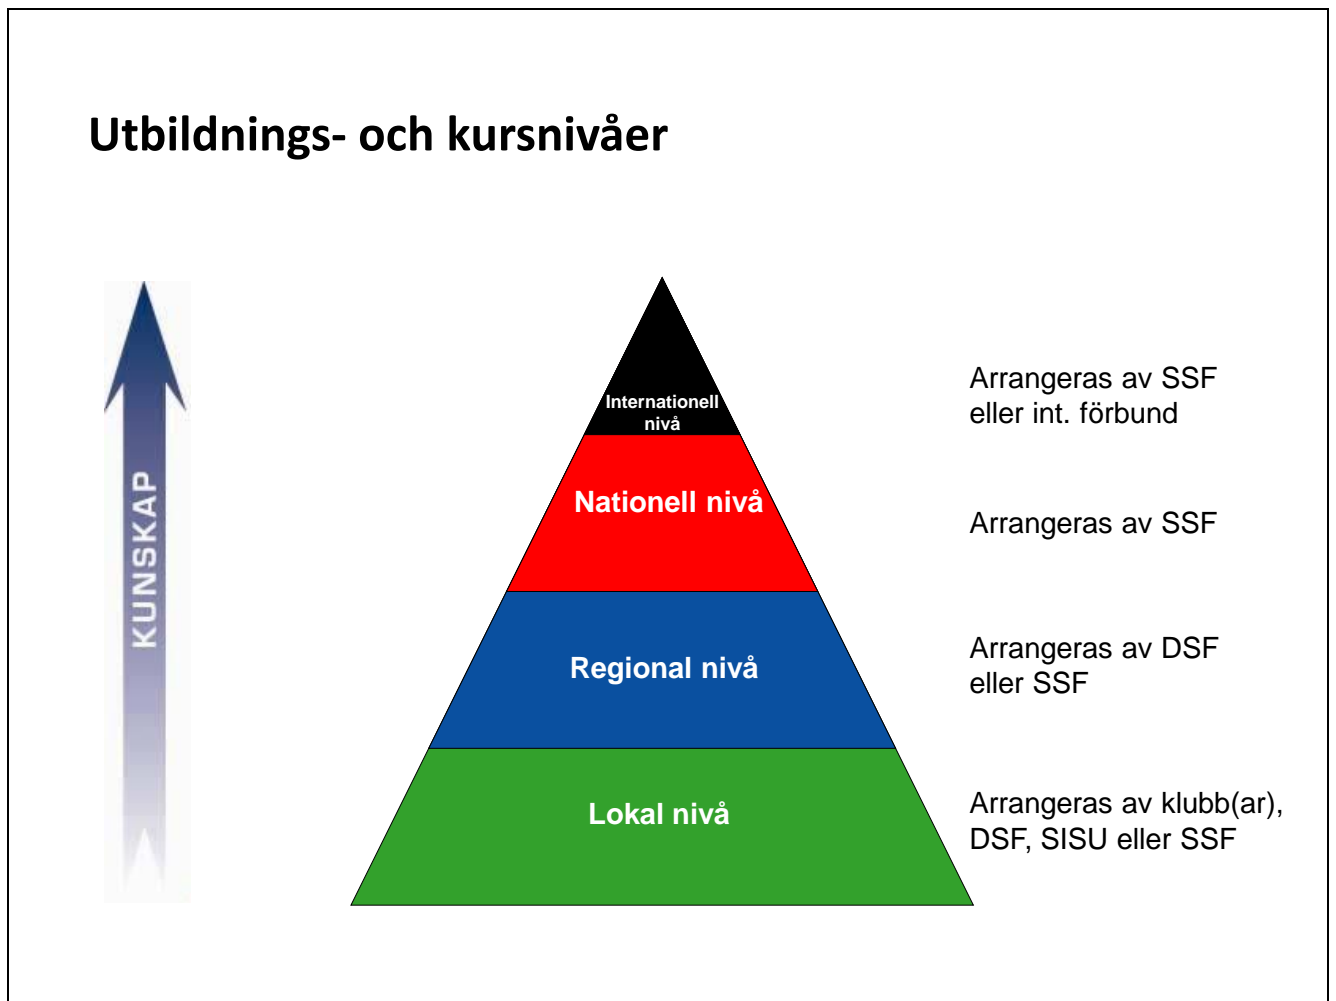 Utbildnings- och kursnivåer
KUNSKAP
Internationell
nivå
Arrangeras av SSF
eller int. förbund
Nationell nivå
Arrangeras av SSF
Regional nivå
Arrangeras av DSF
eller SSF
Lokal nivå
Arrangeras av klubb(ar),
DSF, SISU eller SSF